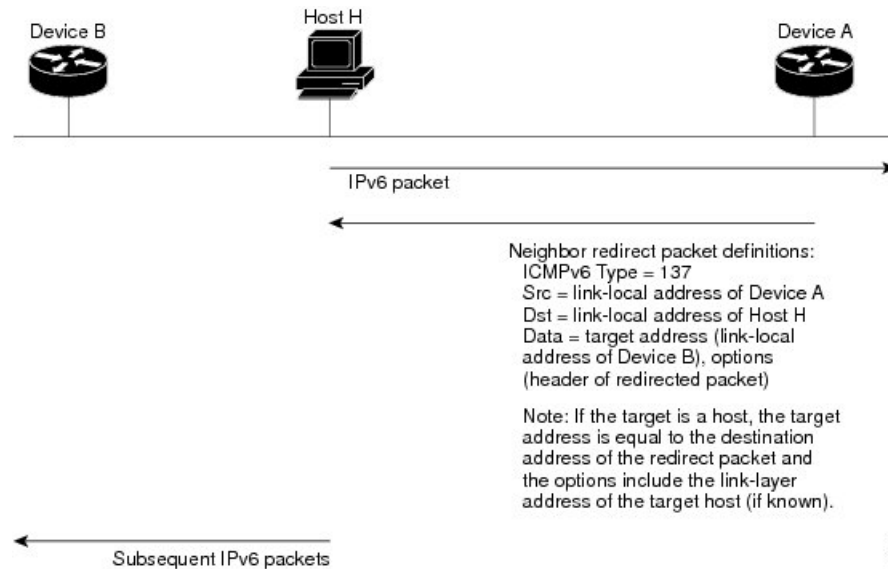 Device B
Host H
Device A
IPv6 packet
Neighbor redirect packet definitions:
ICMPv6 Type = 137
Src = link-local address of Device A
Dst = link-local address of Host H
Data = target address (link-local
address of Device B), options
(header of redirected packet)
Note: If the target is a host, the target
address is equal to the destination
address of the redirect packet and
the options include the link-layer
address of the target host (if known).
Subsequent IPv6 packets